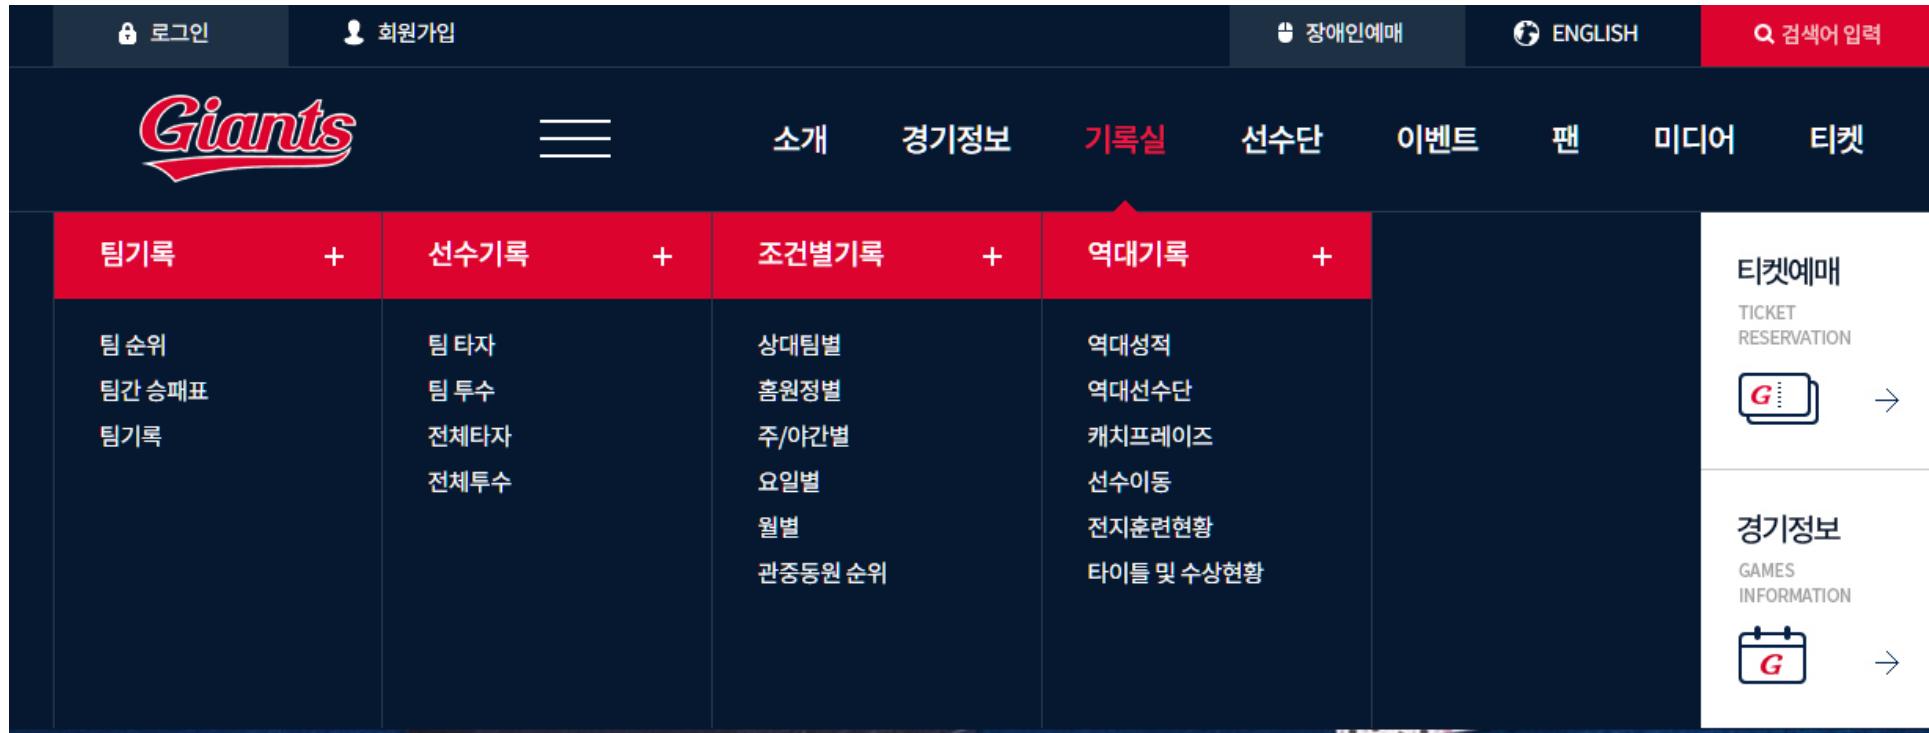 로그인
회원가입
장애인예매
ENGLISH
검색어 입력
Giants
소개
경기정보
기록실
선수단
이벤트
팬
미디어
티켓
팀기록 +
팀 순위
팀간 승패표
팀기록
선수기록 +
팀 타자
팀 투수
전체타자
전체투수
조건별기록 +
상대팀별
홈원정별
주/야간별
요일별
월별
관중동원 순위
역대기록 +
역대성적
역대선수단
캐치프레이즈
선수이동
전지훈련현황
타이틀 및 수상현황
티켓예매
TICKET
RESERVATION
G
경기정보
GAMES
INFORMATION
G